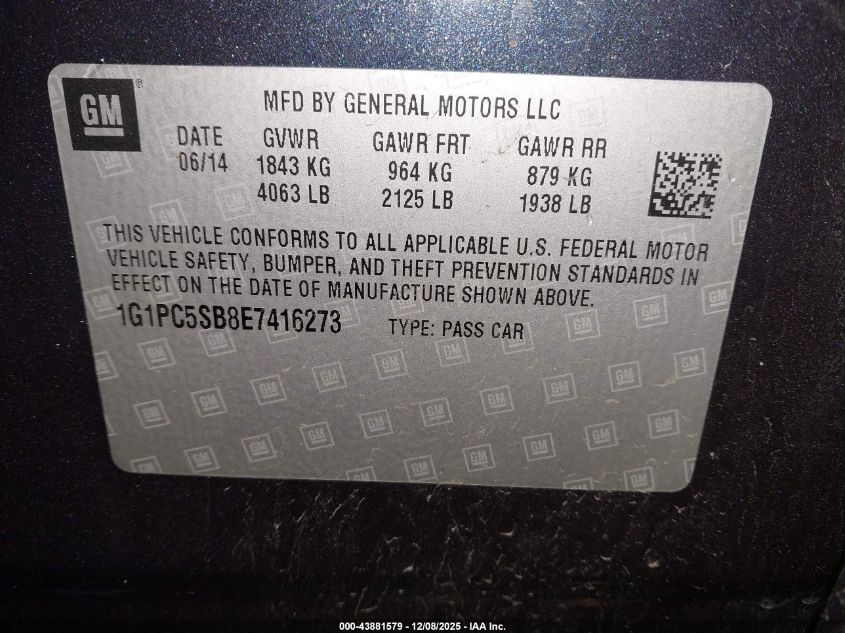 GM ®
MFD BY GENERAL MOTORS LLC
DATE GVWR GAWR FRT GAWR RR
06/14 1843 KG 964 KG 879 KG
4063 LB 2125 LB 1938 LB
THIS VEHICLE CONFORMS TO ALL APPLICABLE U.S. FEDERAL MOTOR
VEHICLE SAFETY, BUMPER, AND THEFT PREVENTION STANDARDS IN
EFFECT ON THE DATE OF MANUFACTURE SHOWN ABOVE.
1G1PC5SB8E7416273 TYPE: PASS CAR
000-43881579 - 12/08/2025 - IAA Inc.